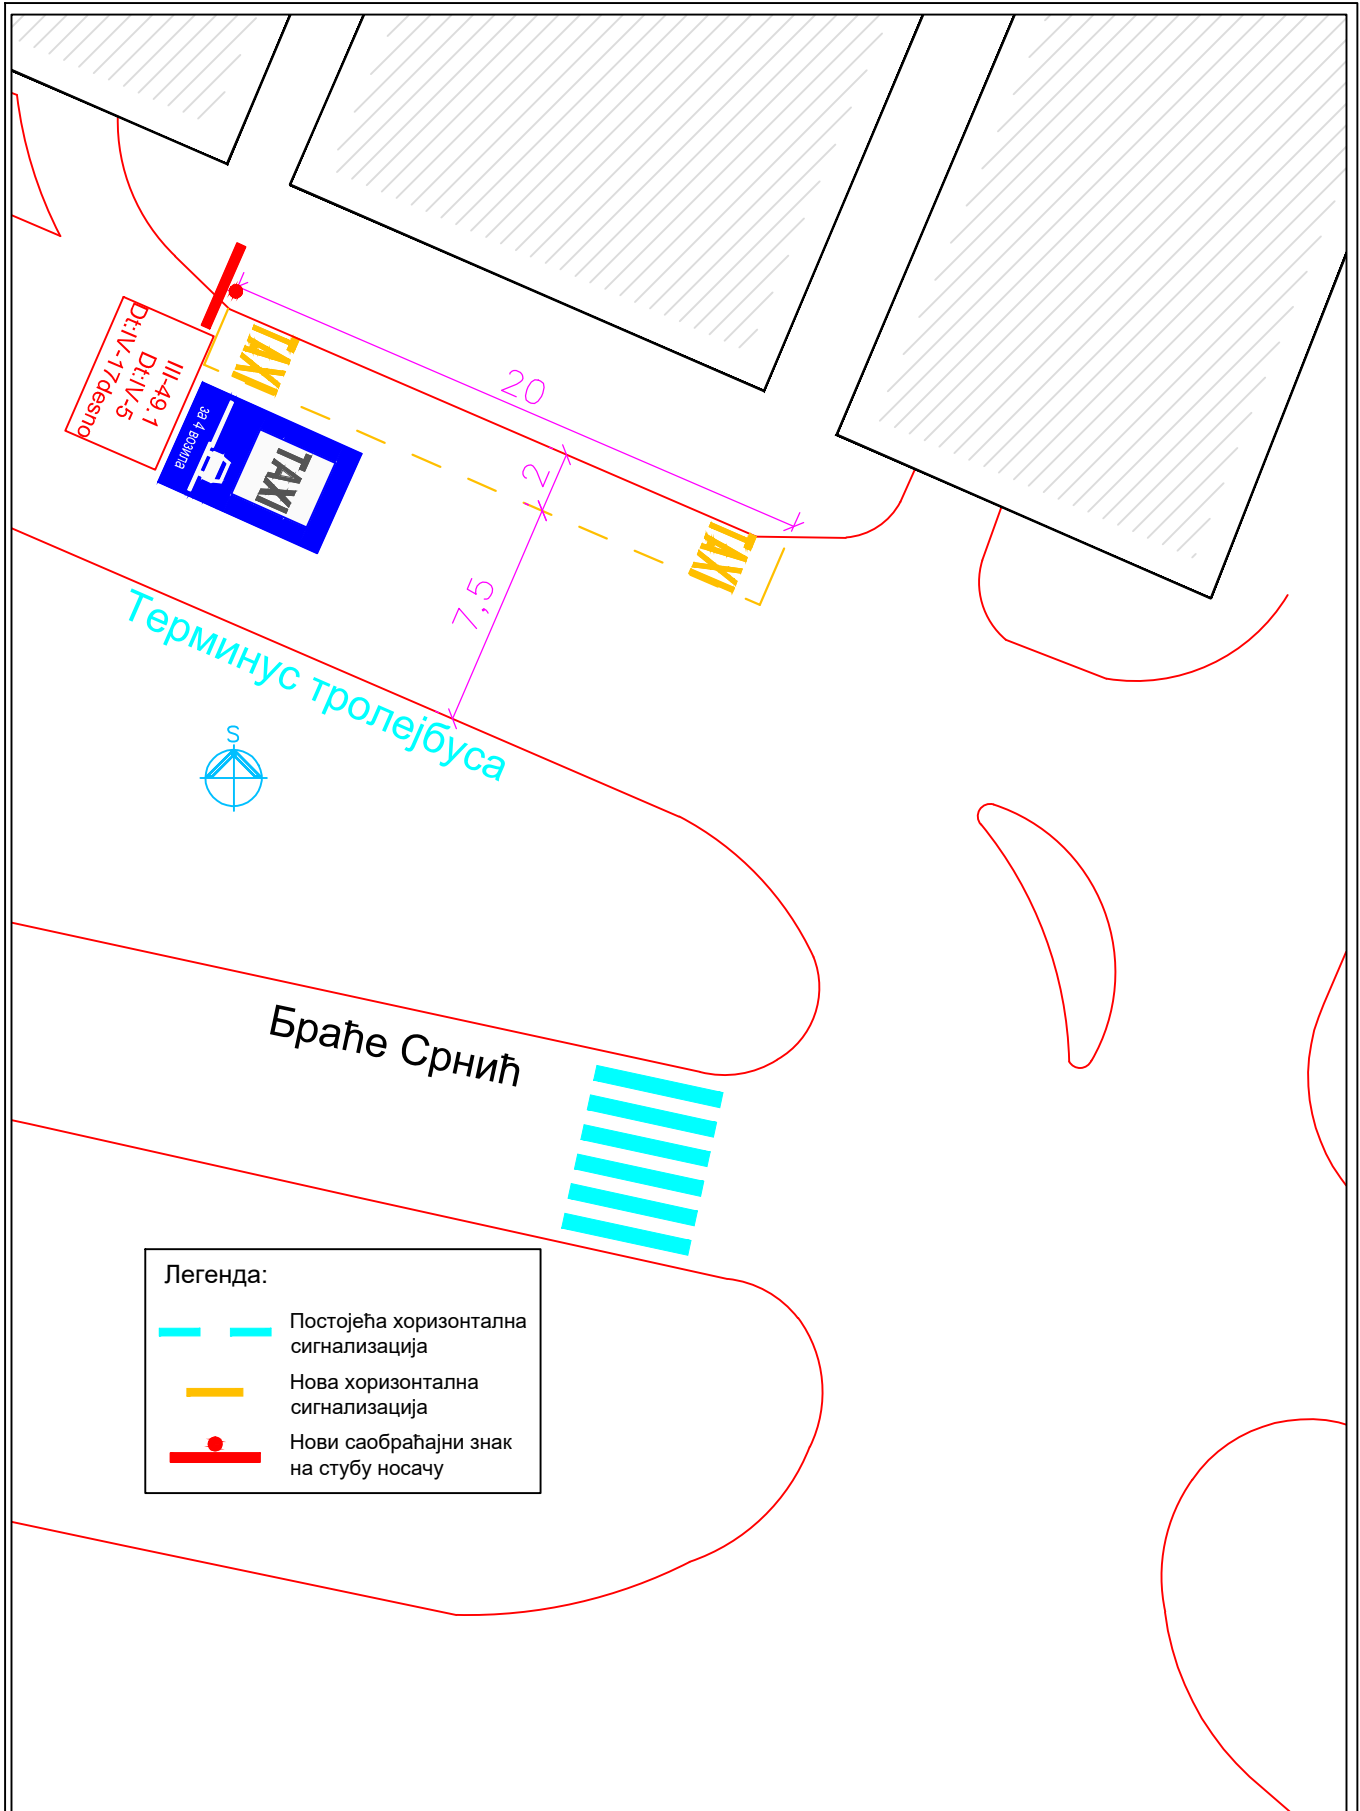 III-49.1
Dt:IV-5
Dt:IV-17desno
TAXI
за 4 возила
TAXI
20
2
7,5
TAXI
Терминус тролејбуса
S
Браће Срнић
Легенда:
Постојећа хоризонтална
сигнализација
Нова хоризонтална
сигнализација
Нови саобраћајни знак
на стубу носачу